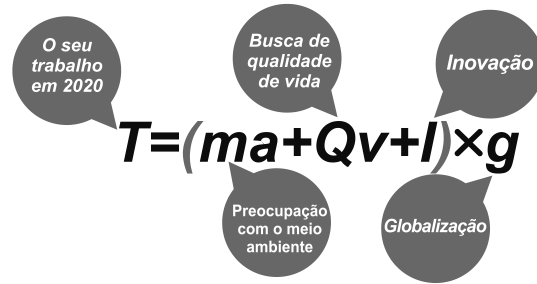 O seu
trabalho
em 2020
Busca de
qualidade
de vida
Inovação
T=(ma+Qv+I)×g
Preocupação
com o meio
ambiente
Globalização